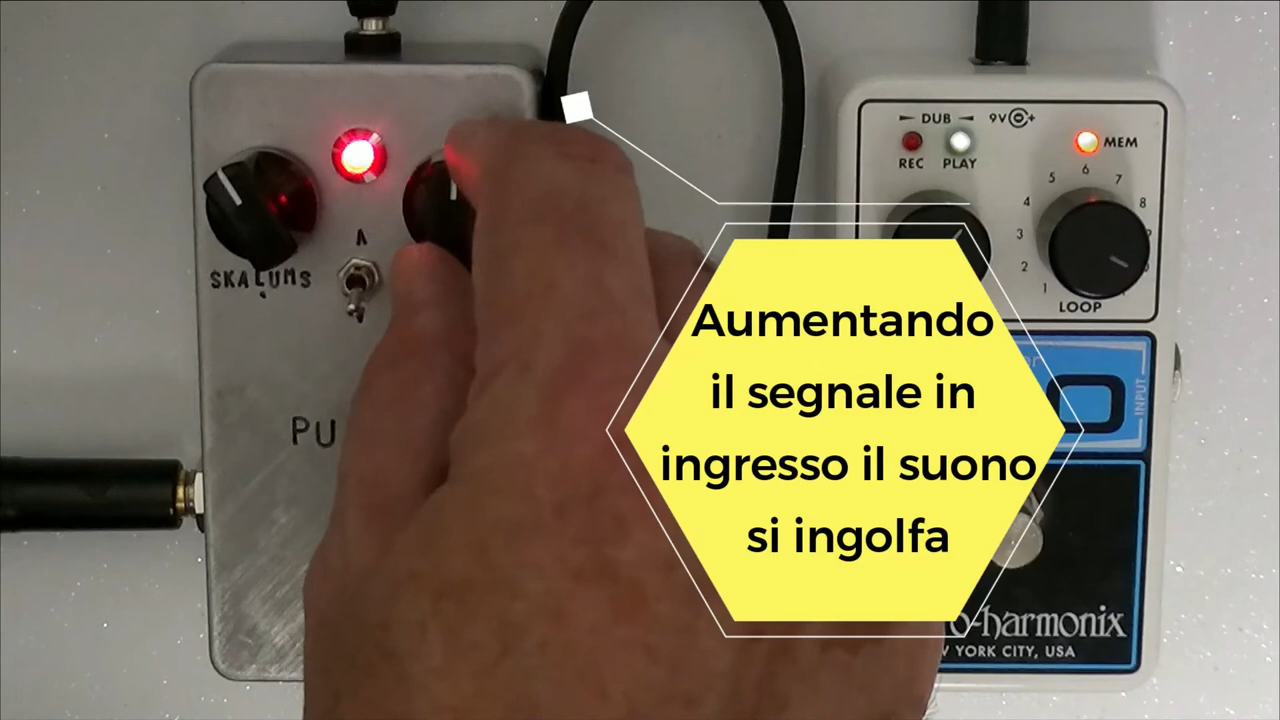 DUB
9V
REC PLAY
MEM
1 2 3 4 5 6 7 8
LOOP
A
SKALUMS
PU
INPUT
Aumentando
il segnale in
ingresso il suono
si ingolfa
o-harmonix
YORK CITY, USA